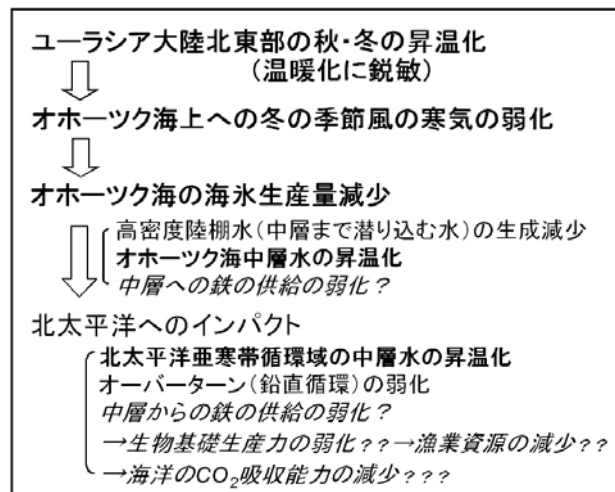 ユーラシア大陸北東部の秋・冬の昇温化
(温暖化に鋭敏)
オホーツク海上への冬の季節風の寒気の弱化
オホーツク海の海氷生産量減少
高密度陸棚水(中層まで潜り込む水)の生成減少
オホーツク海中層水の昇温化
中層への鉄の供給の弱化?
北太平洋へのインパクト
北太平洋亜寒帯循環域の中層水の昇温化
オーバーターン(鉛直循環)の弱化
中層からの鉄の供給の弱化?
→生物基礎生産力の弱化??→漁業資源の減少??
→海洋のCO₂吸収能力の減少???